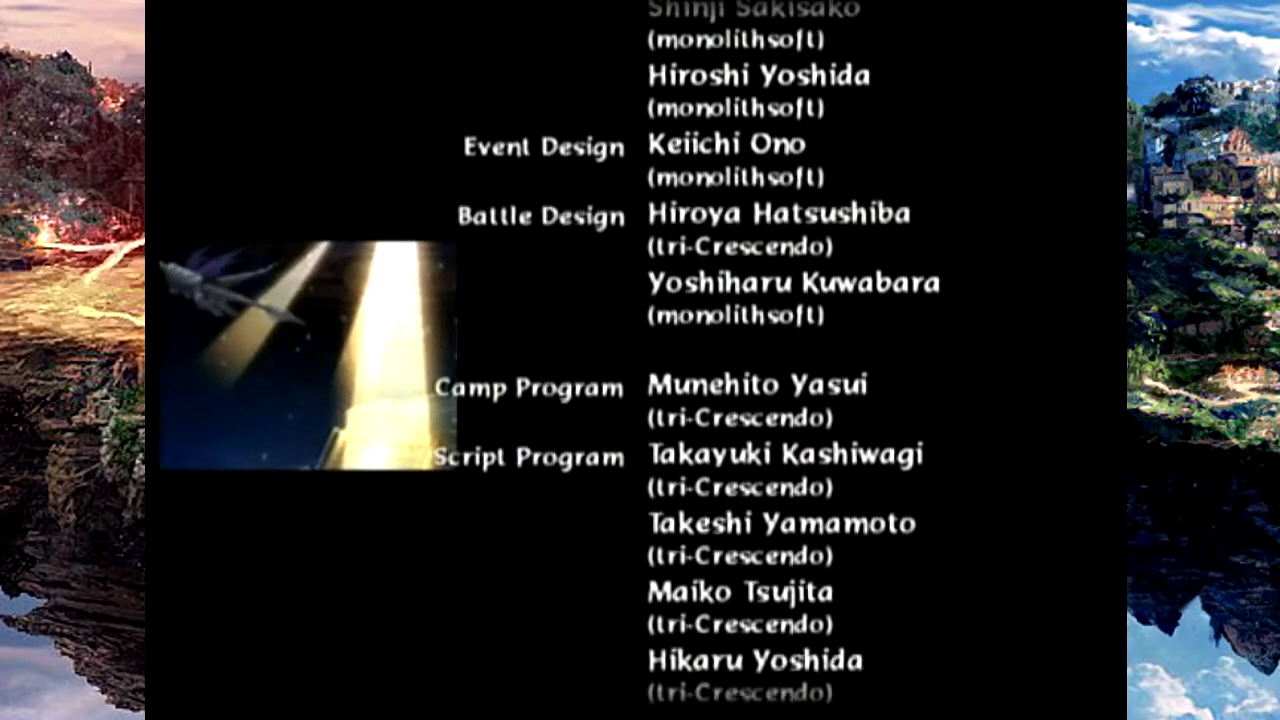 Shinji Sakisako
(monolithsoft)
Hiroshi Yoshida
(monolithsoft)
Event Design Keiichi Ono
(monolithsoft)
Battle Design Hiroya Hatsushiba
(tri-Crescendo)
Yoshiharu Kuwabara
(monolithsoft)
Camp Program Munehito Yasui
(tri-Crescendo)
Script Program Takayuki Kashiwagi
(tri-Crescendo)
Takeshi Yamamoto
(tri-Crescendo)
Maiko Tsujita
(tri-Crescendo)
Hikaru Yoshida
(tri-Crescendo)